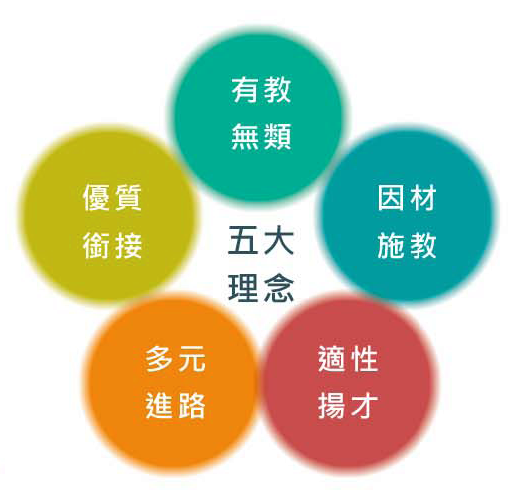 有教
無類
因材
施教
適性
揚才
多元
進路
優質
銜接
五大
理念